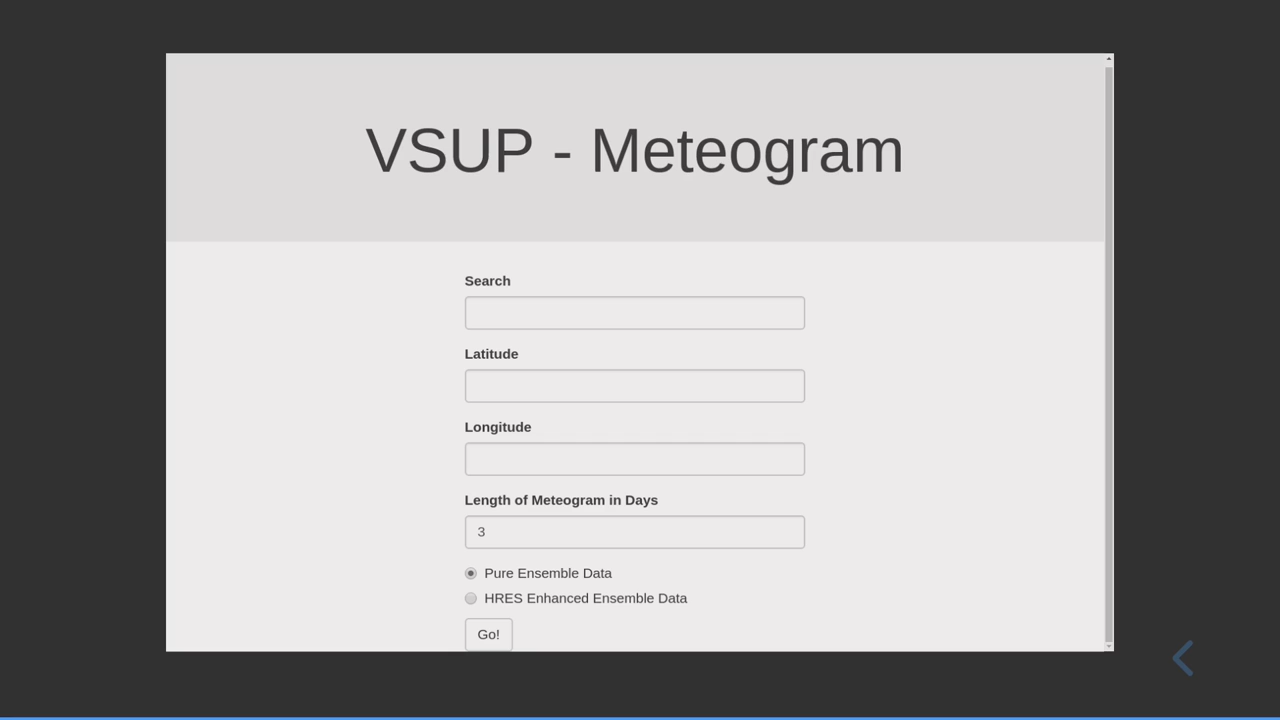 VSUP - Meteogram
Search
Latitude
Longitude
Length of Meteogram in Days
3
Pure Ensemble Data
HRES Enhanced Ensemble Data
Go!